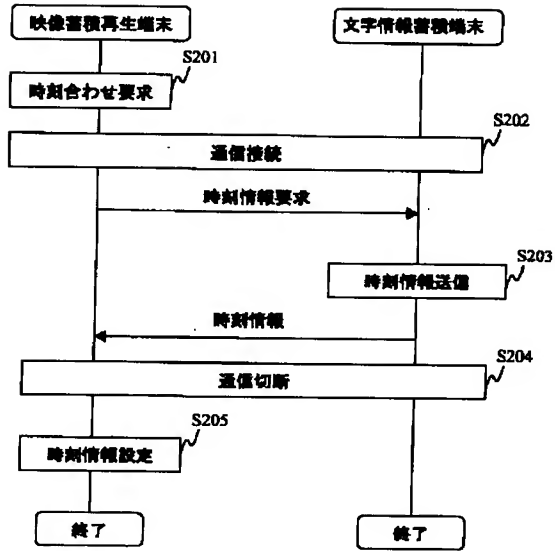 映像蓄積再生端末
文字情報蓄積端末
S201
時刻合わせ要求
S202
通信接続
時刻情報要求
S203
時刻情報送信
時刻情報
S204
通信切断
S205
時刻情報設定
終了
終了